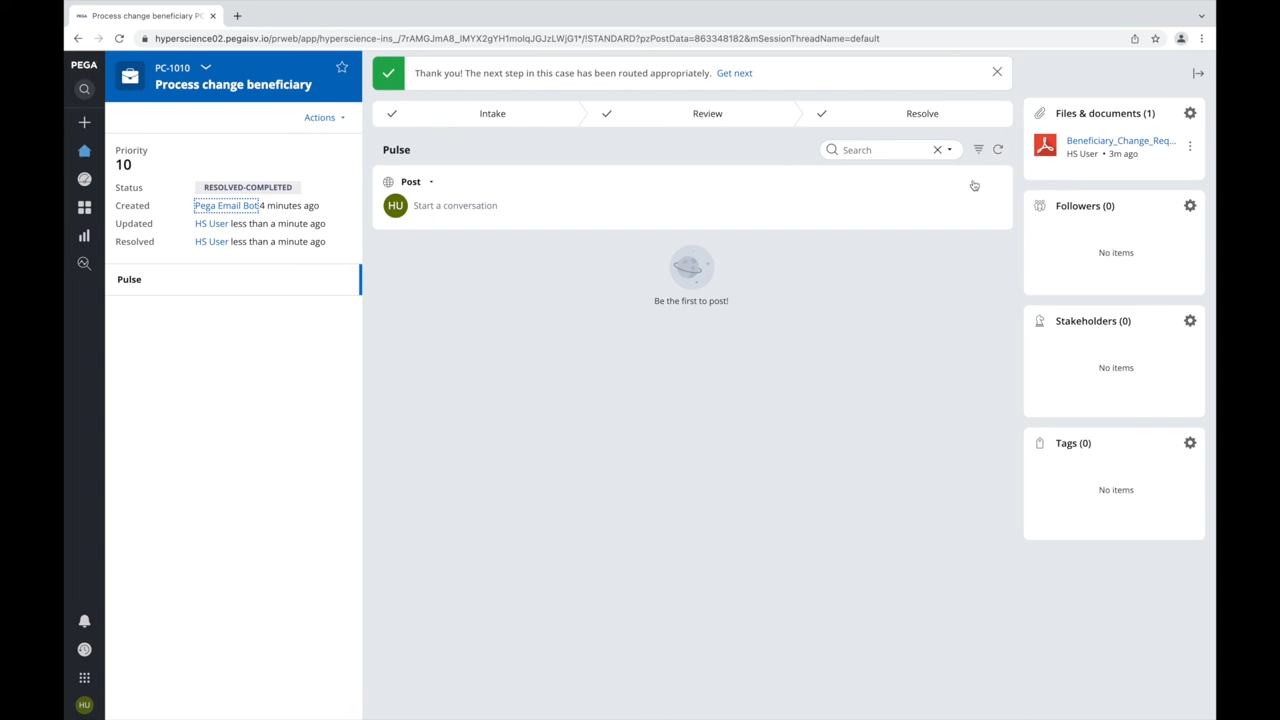 PEGA Process change beneficiary PC
hyperscience02.pegaisv.io/prweb/app/hyperscience-ins_/7rAMGJmA8_lMYX2gYH1molqJGJzLWjG1*/!STANDARD?pzPostData=863348182&mSessionThreadName=default
PEGA
PC-1010
Process change beneficiary
Actions
Priority
10
Status RESOLVED-COMPLETED
Created Pega Email Bot 4 minutes ago
Updated HS User less than a minute ago
Resolved HS User less than a minute ago
Pulse
HU
Thank you! The next step in this case has been routed appropriately. Get next
Intake Review Resolve
Pulse
Search
Post
HU Start a conversation
Be the first to post!
Files & documents (1)
Beneficiary_Change_Req...
HS User • 3m ago
Followers (0)
No items
Stakeholders (0)
No items
Tags (0)
No items